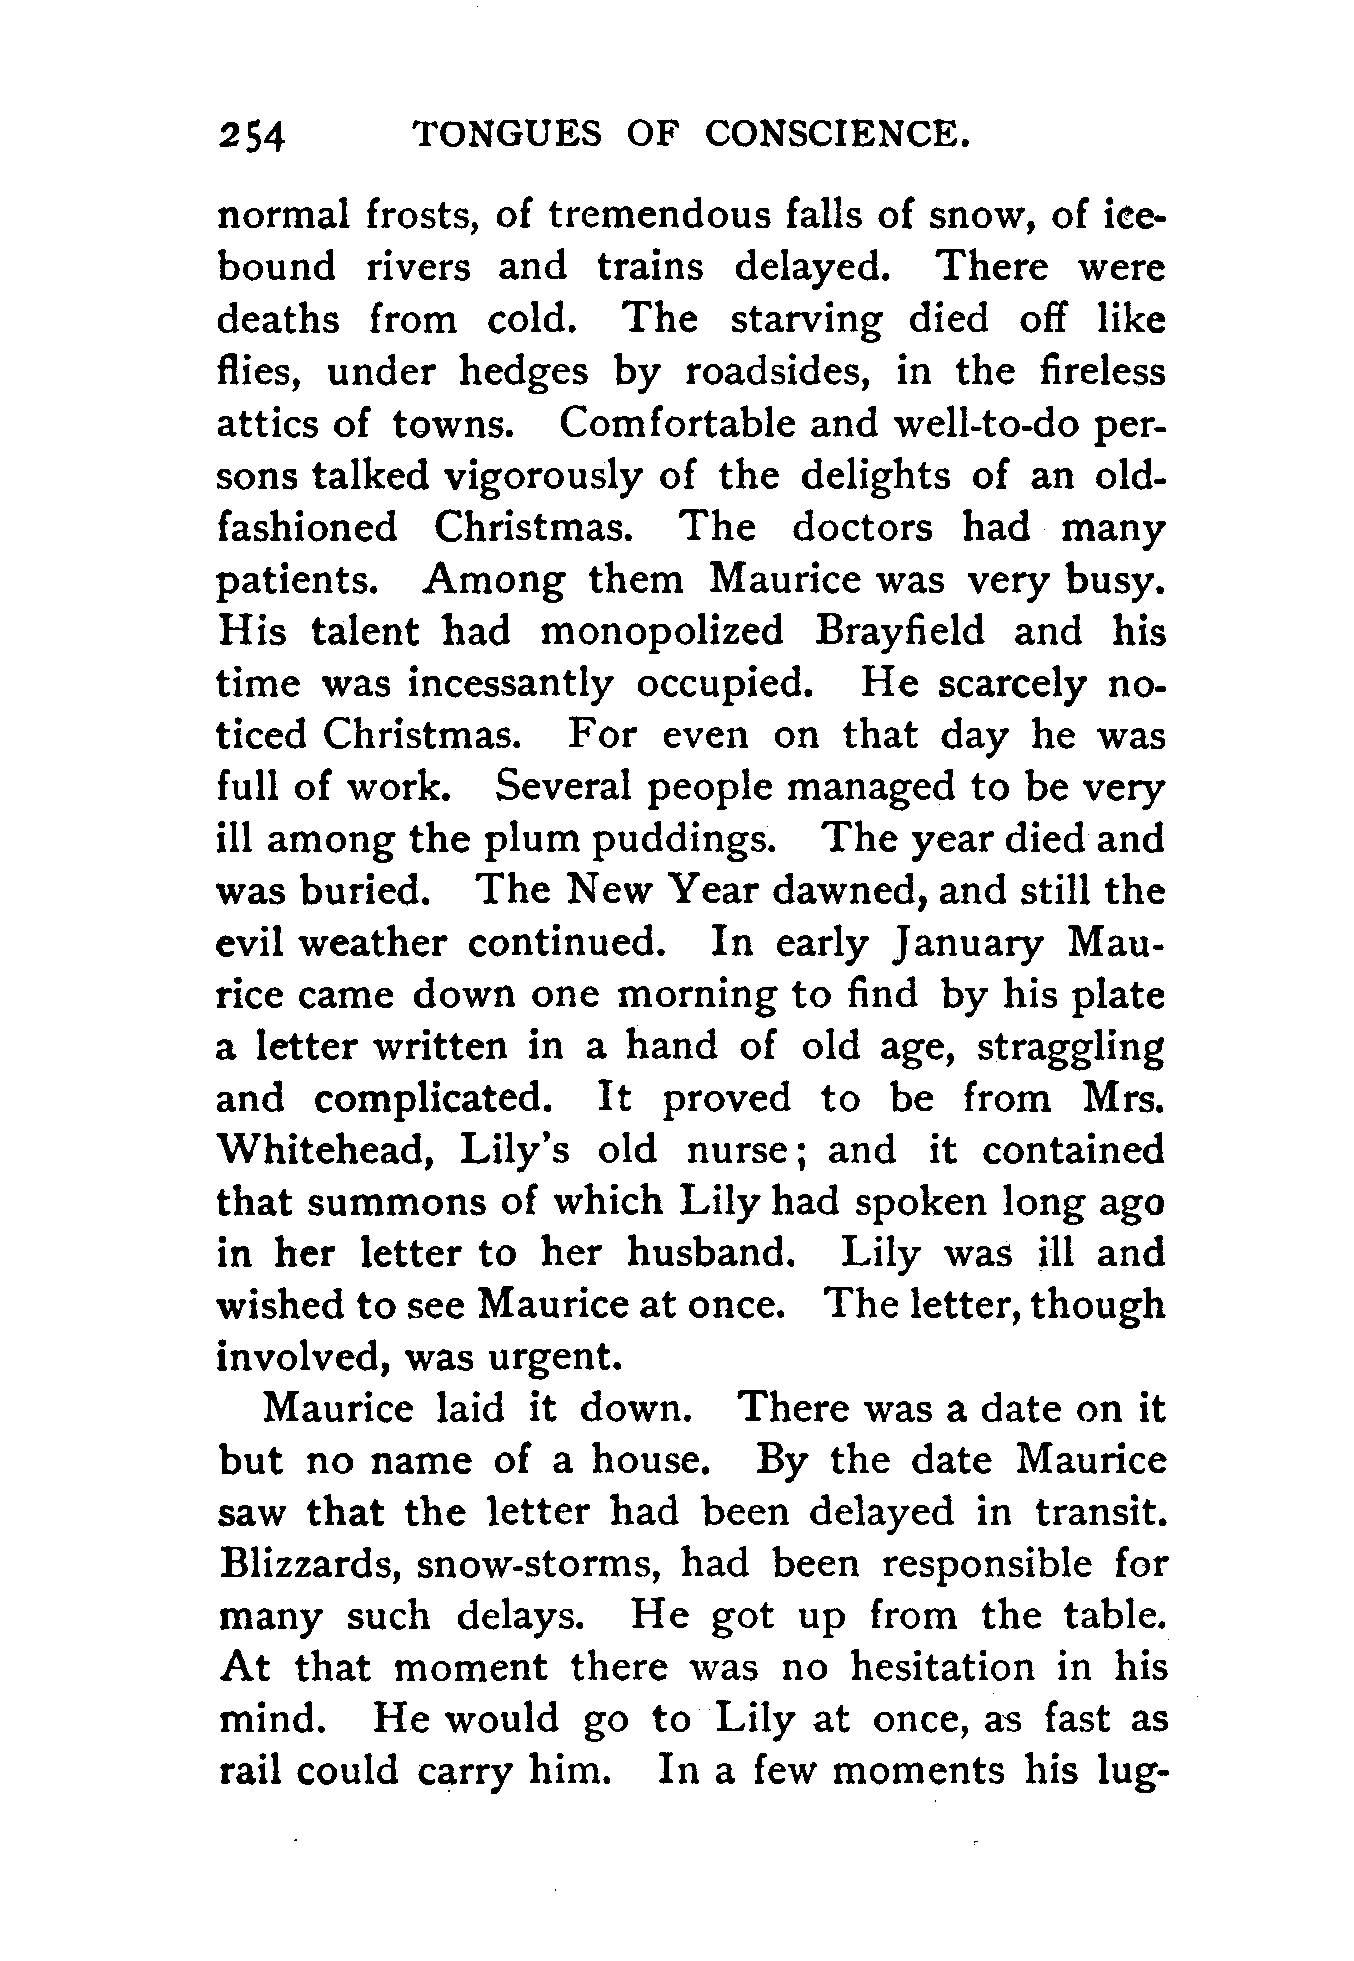 254 TONGUES OF CONSCIENCE.
normal frosts, of tremendous falls of snow, of ice-
bound rivers and trains delayed. There were
deaths from cold. The starving died off like
flies, under hedges by roadsides, in the fireless
attics of towns. Comfortable and well-to-do per-
sons talked vigorously of the delights of an old-
fashioned Christmas. The doctors had many
patients. Among them Maurice was very busy.
His talent had monopolized Brayfield and his
time was incessantly occupied. He scarcely no-
ticed Christmas. For even on that day he was
full of work. Several people managed to be very
ill among the plum puddings. The year died and
was buried. The New Year dawned, and still the
evil weather continued. In early January Mau-
rice came down one morning to find by his plate
a letter written in a hand of old age, straggling
and complicated. It proved to be from Mrs.
Whitehead, Lily's old nurse; and it contained
that summons of which Lily had spoken long ago
in her letter to her husband. Lily was ill and
wished to see Maurice at once. The letter, though
involved, was urgent.
Maurice laid it down. There was a date on it
but no name of a house. By the date Maurice
saw that the letter had been delayed in transit.
Blizzards, snow-storms, had been responsible for
many such delays. He got up from the table.
At that moment there was no hesitation in his
mind. He would go to Lily at once, as fast as
rail could carry him. In a few moments his lug-